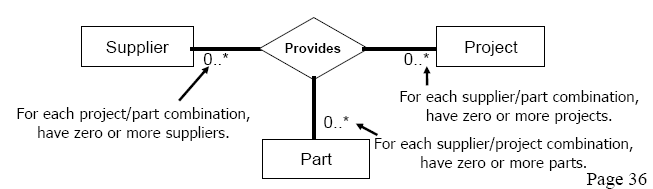 Supplier
Provides
Project
0..*
0..*
For each project/part combination,
have zero or more suppliers.
For each supplier/part combination,
have zero or more projects.
0..*
For each supplier/project combination,
have zero or more parts.
Part
Page 36